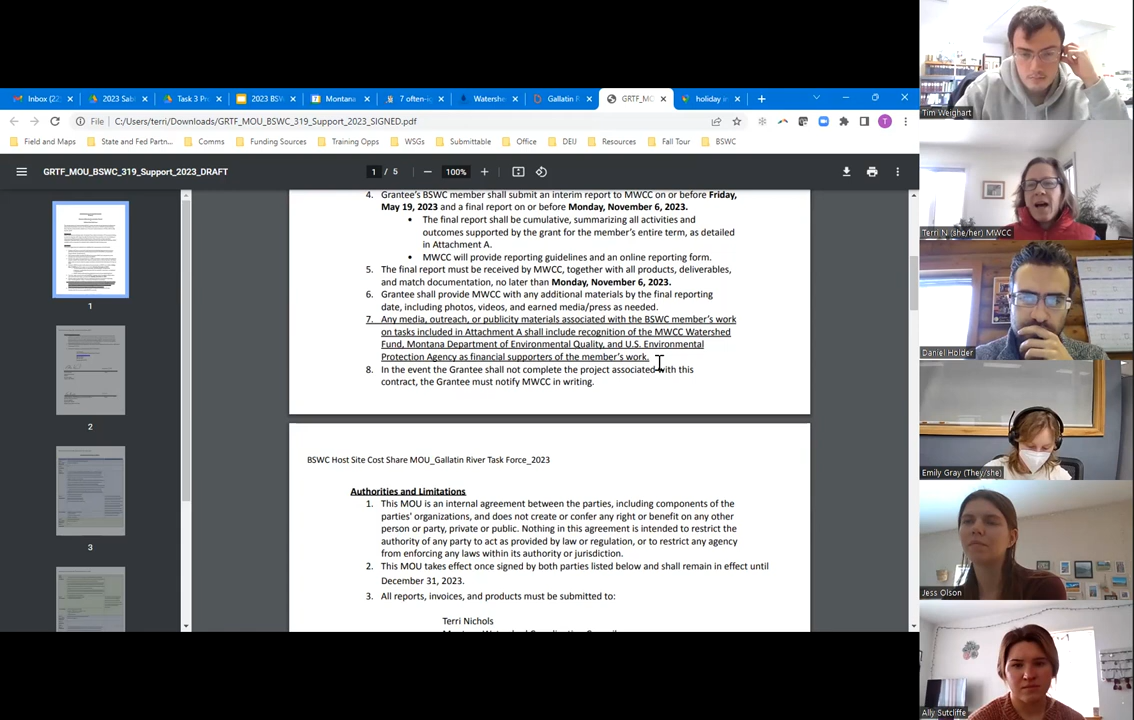 Inbox (22,
2023 Sab
Task 3 Pr
2023 BSW
Montana
7 often-i
Watersh
Gallatin F
GRTF_MC
holiday in
File
C:/Users/terri/Downloads/GRTF_MOU_BSWC_319_Support_2023_SIGNED.pdf
T
Field and Maps
State and Fed Partn...
Comms
Funding Sources
Training Opps
WSGs
Submittable
Office
DEU
Resources
Fall Tour
BSWC
GRTF_MOU_BSWC_319_Support_2023_DRAFT
1 / 5
100%
1
2
3
4. Grantee's BSWC member shall submit an interim report to MWCC on or before Friday,
May 19, 2023 and a final report on or before Monday, November 6, 2023.
• The final report shall be cumulative, summarizing all activities and
outcomes supported by the grant for the member's entire term, as detailed
in Attachment A.
• MWCC will provide reporting guidelines and an online reporting form.
5. The final report must be received by MWCC, together with all products, deliverables,
and match documentation, no later than Monday, November 6, 2023.
6. Grantee shall provide MWCC with any additional materials by the final reporting
date, including photos, videos, and earned media/press as needed.
7. Any media, outreach, or publicity materials associated with the BSWC member's work
on tasks included in Attachment A shall include recognition of the MWCC Watershed
Fund, Montana Department of Environmental Quality, and U.S. Environmental
Protection Agency as financial supporters of the member's work.
8. In the event the Grantee shall not complete the project associated with this
contract, the Grantee must notify MWCC in writing.
BSWC Host Site Cost Share MOU_Gallatin River Task Force_2023
Authorities and Limitations
1. This MOU is an internal agreement between the parties, including components of the
parties' organizations, and does not create or confer any right or benefit on any other
person or party, private or public. Nothing in this agreement is intended to restrict the
authority of any party to act as provided by law or regulation, or to restrict any agency
from enforcing any laws within its authority or jurisdiction.
2. This MOU takes effect once signed by both parties listed below and shall remain in effect until
December 31, 2023.
3. All reports, invoices, and products must be submitted to:
Terri Nichols
Tim Weighart
Terri N (she/her) MWCC
Daniel Holder
Emily Gray (They/she)
Jess Olson
Ally Sutcliffe